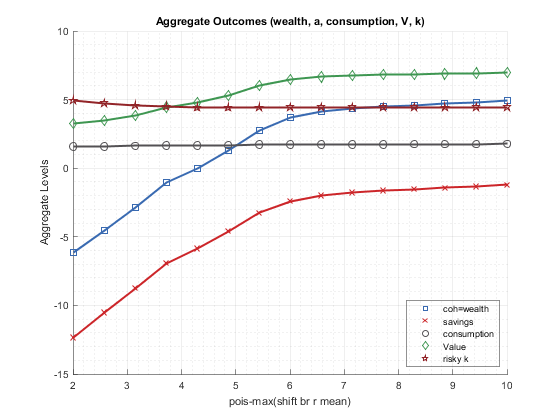 Aggregate Outcomes (wealth, a, consumption, V, k)
10
5
0
-5
-10
-15
Aggregate Levels
2
3
4
5
6
7
8
9
10
pois-max(shift br r mean)
coh=wealth
savings
consumption
Value
risky k